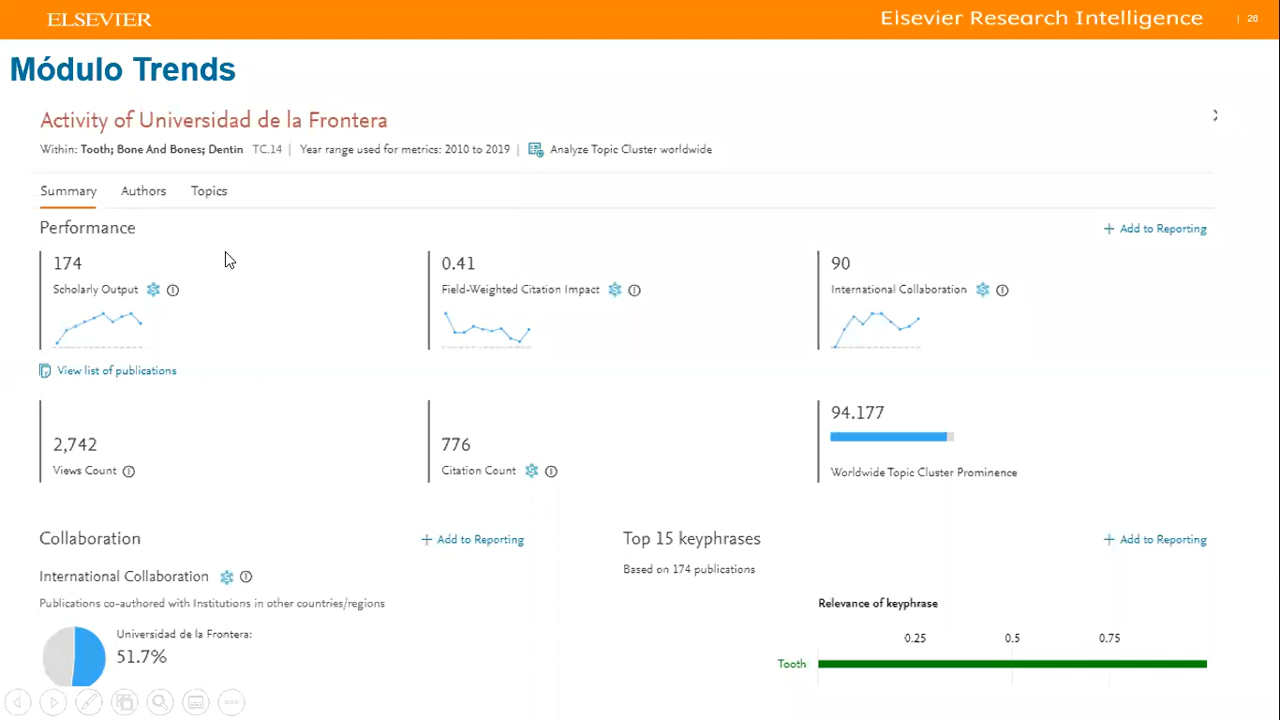 ELSEVIER
Elsevier Research Intelligence | 26
Módulo Trends
Activity of Universidad de la Frontera
Within: Tooth; Bone And Bones; Dentin TC.14 | Year range used for metrics: 2010 to 2019 | Analyze Topic Cluster worldwide
Summary Authors Topics
Performance
+ Add to Reporting
174
Scholarly Output
0.41
Field-Weighted Citation Impact
90
International Collaboration
View list of publications
2,742
Views Count
776
Citation Count
94.177
Worldwide Topic Cluster Prominence
Collaboration
+ Add to Reporting
International Collaboration
Publications co-authored with Institutions in other countries/regions
Universidad de la Frontera:
51.7%
Top 15 keyphrases
+ Add to Reporting
Based on 174 publications
Relevance of keyphrase
0.25 0.5 0.75
Tooth